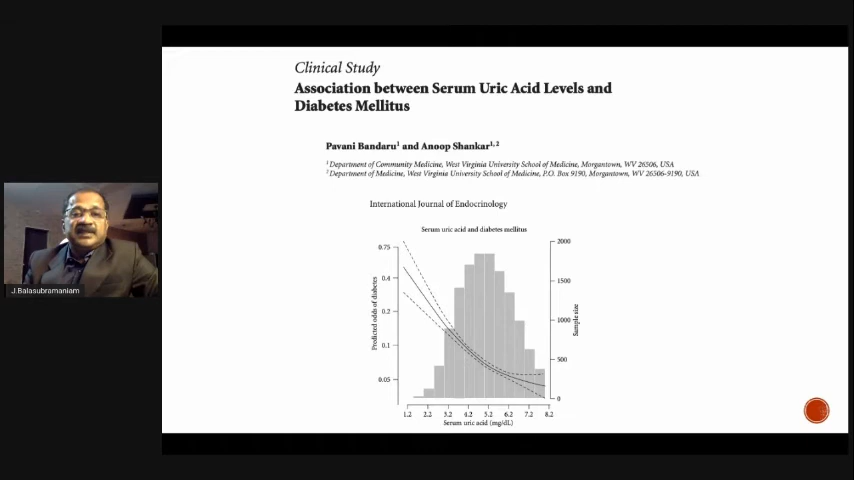 Clinical Study
Association between Serum Uric Acid Levels and
Diabetes Mellitus
Pavani Bandaru¹ and Anoop Shankar¹,²
¹ Department of Community Medicine, West Virginia University School of Medicine, Morgantown, WV 26506, USA
² Department of Medicine, West Virginia University School of Medicine, P.O. Box 9190, Morgantown, WV 26506-9190, USA
International Journal of Endocrinology
Serum uric acid and diabetes mellitus
Predicted odds of diabetes
0.75
0.4
0.2
0.1
0.05
2000
1500
1000
500
0
Sample size
1.2 2.2 3.2 4.2 5.2 6.2 7.2 8.2
Serum uric acid (mg/dL)
J.Balasubramaniam